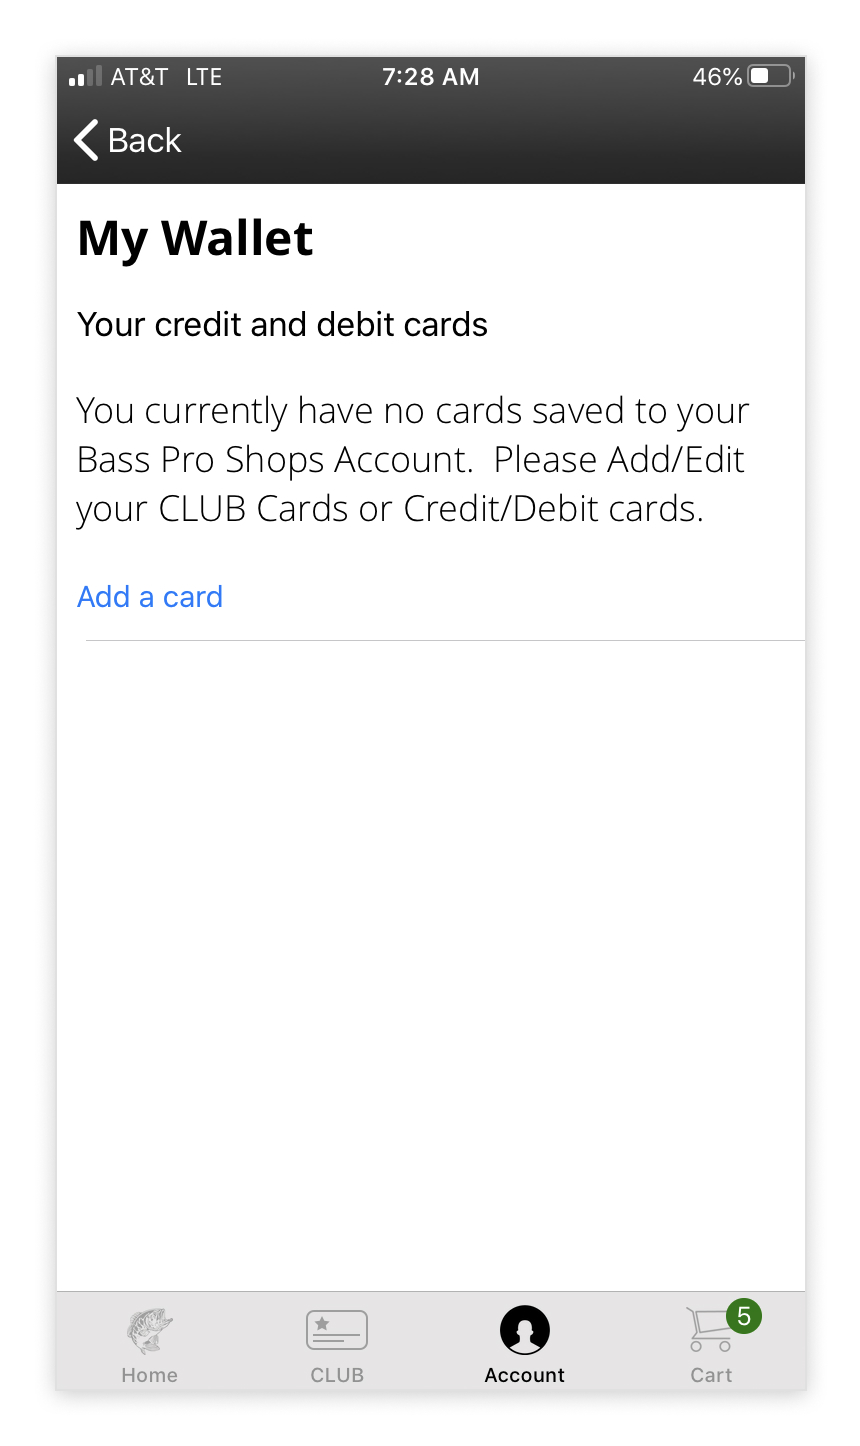 AT&T LTE 7:28 AM 46%
Back
My Wallet
Your credit and debit cards
You currently have no cards saved to your
Bass Pro Shops Account.  Please Add/Edit
your CLUB Cards or Credit/Debit cards.
Add a card
5
Home CLUB Account Cart